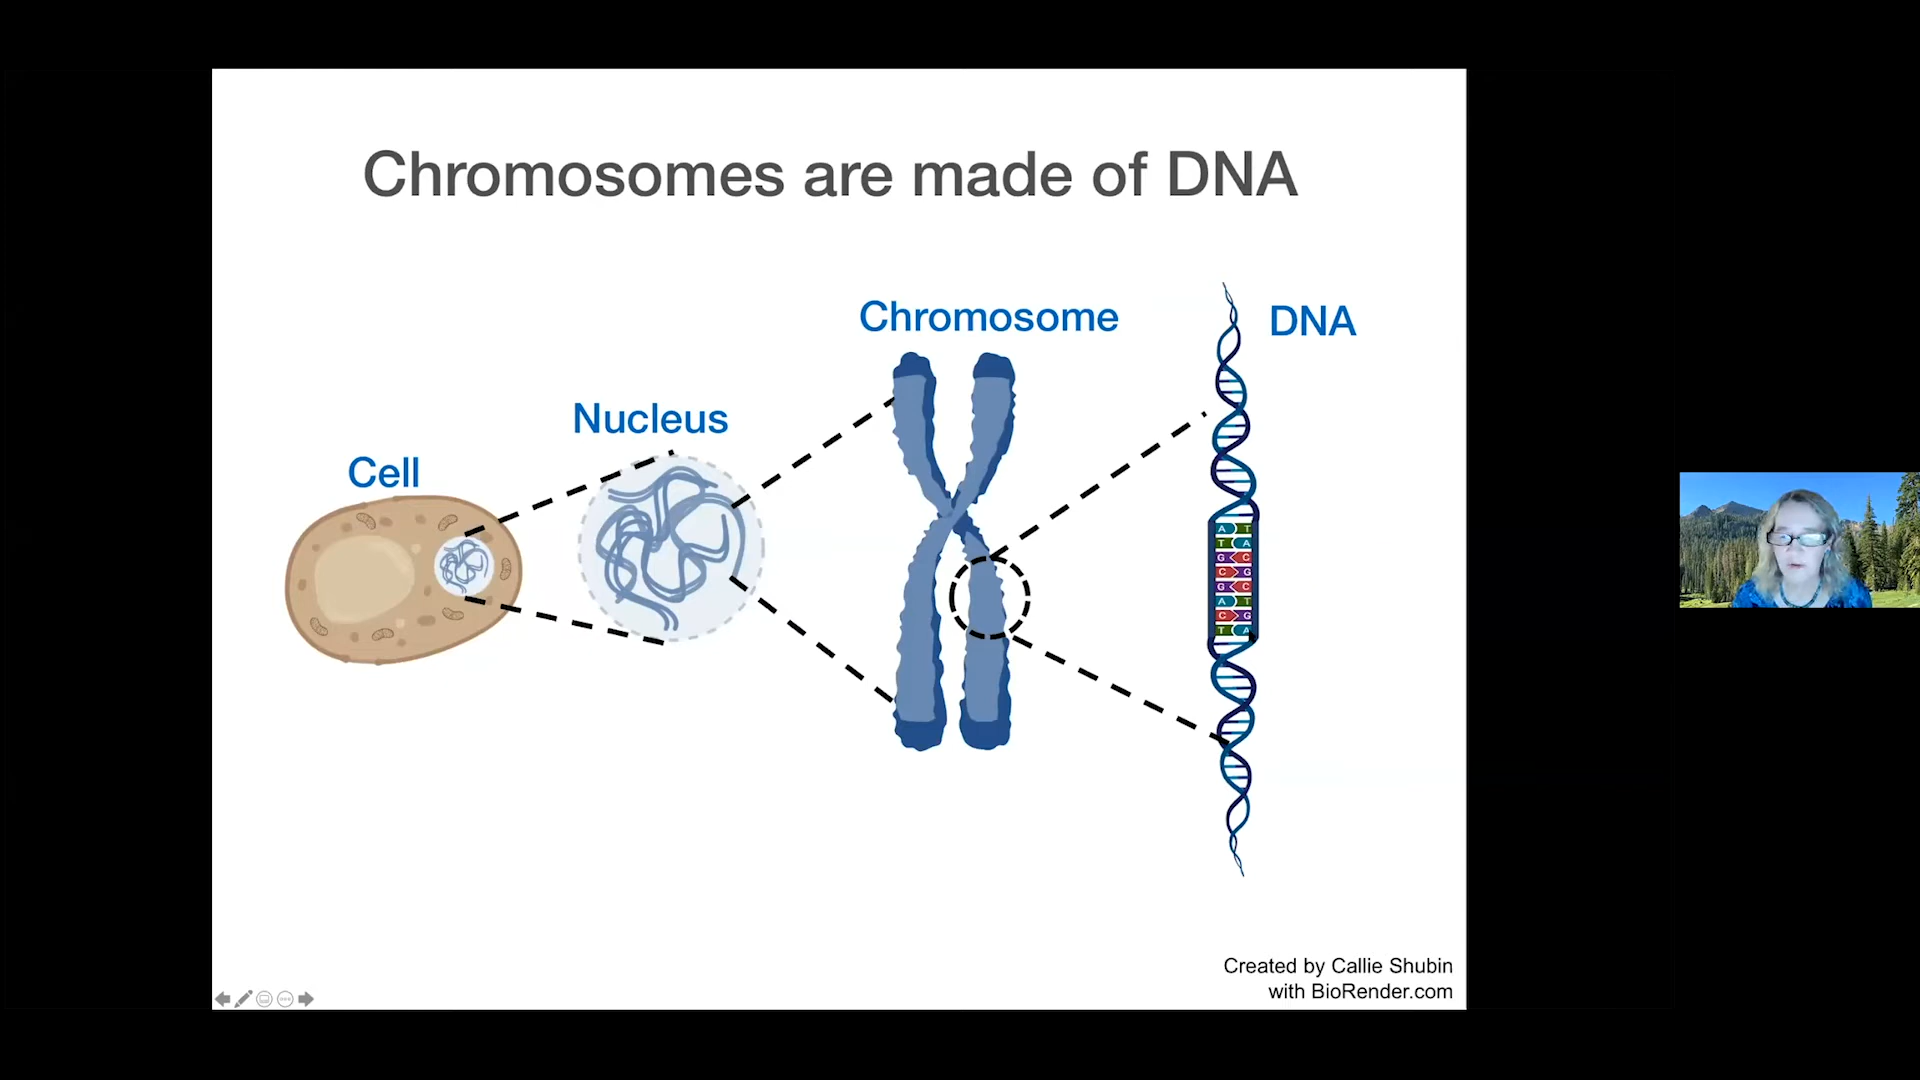 Chromosomes are made of DNA
Chromosome
DNA
Nucleus
Cell
A T
T A
G C
C G
G C
A T
C G
T A
Created by Callie Shubin
with BioRender.com